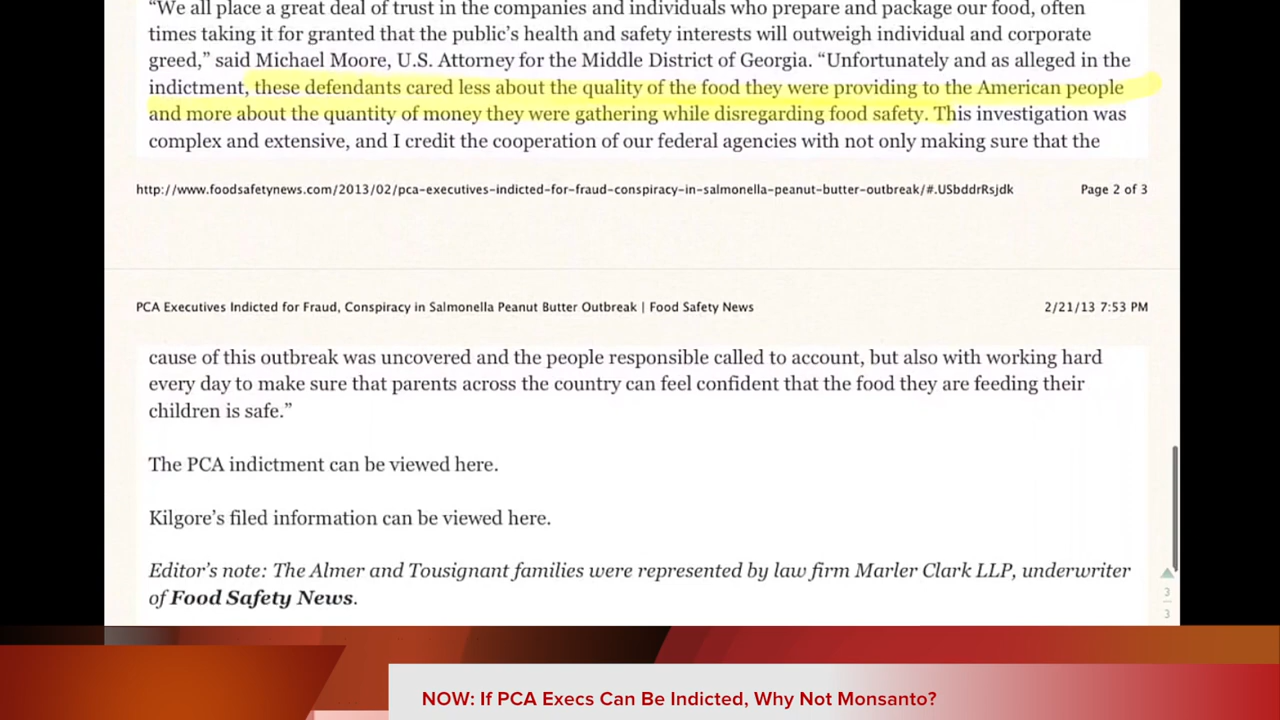 “We all place a great deal of trust in the companies and individuals who prepare and package our food, often
times taking it for granted that the public’s health and safety interests will outweigh individual and corporate
greed,” said Michael Moore, U.S. Attorney for the Middle District of Georgia. “Unfortunately and as alleged in the
indictment, these defendants cared less about the quality of the food they were providing to the American people
and more about the quantity of money they were gathering while disregarding food safety. This investigation was
complex and extensive, and I credit the cooperation of our federal agencies with not only making sure that the
http://www.foodsafetynews.com/2013/02/pca-executives-indicted-for-fraud-conspiracy-in-salmonella-peanut-butter-outbreak/#.USbddrRsjdk Page 2 of 3
PCA Executives Indicted for Fraud, Conspiracy in Salmonella Peanut Butter Outbreak | Food Safety News 2/21/13 7:53 PM
cause of this outbreak was uncovered and the people responsible called to account, but also with working hard
every day to make sure that parents across the country can feel confident that the food they are feeding their
children is safe.”
The PCA indictment can be viewed here.
Kilgore’s filed information can be viewed here.
Editor’s note: The Almer and Tousignant families were represented by law firm Marler Clark LLP, underwriter
of Food Safety News.
3
3
NOW: If PCA Execs Can Be Indicted, Why Not Monsanto?